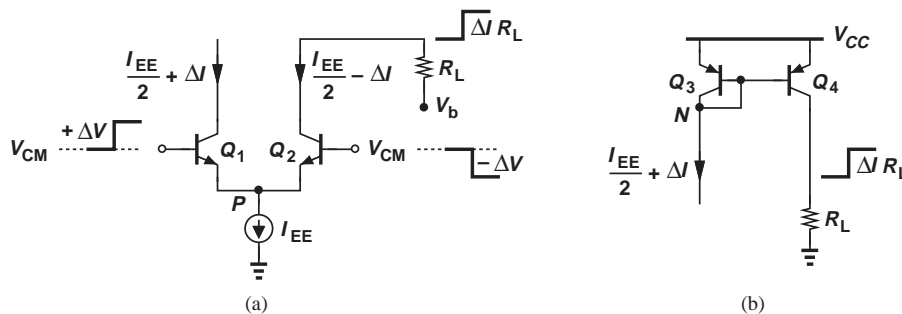 ΔI R_L
I_EE/2 + ΔI
I_EE/2 − ΔI
R_L
V_b
+ ΔV
V_CM
Q_1
Q_2
V_CM
− ΔV
P
I_EE
(a)
V_CC
Q_3
Q_4
N
I_EE/2 + ΔI
ΔI R_L
R_L
(b)